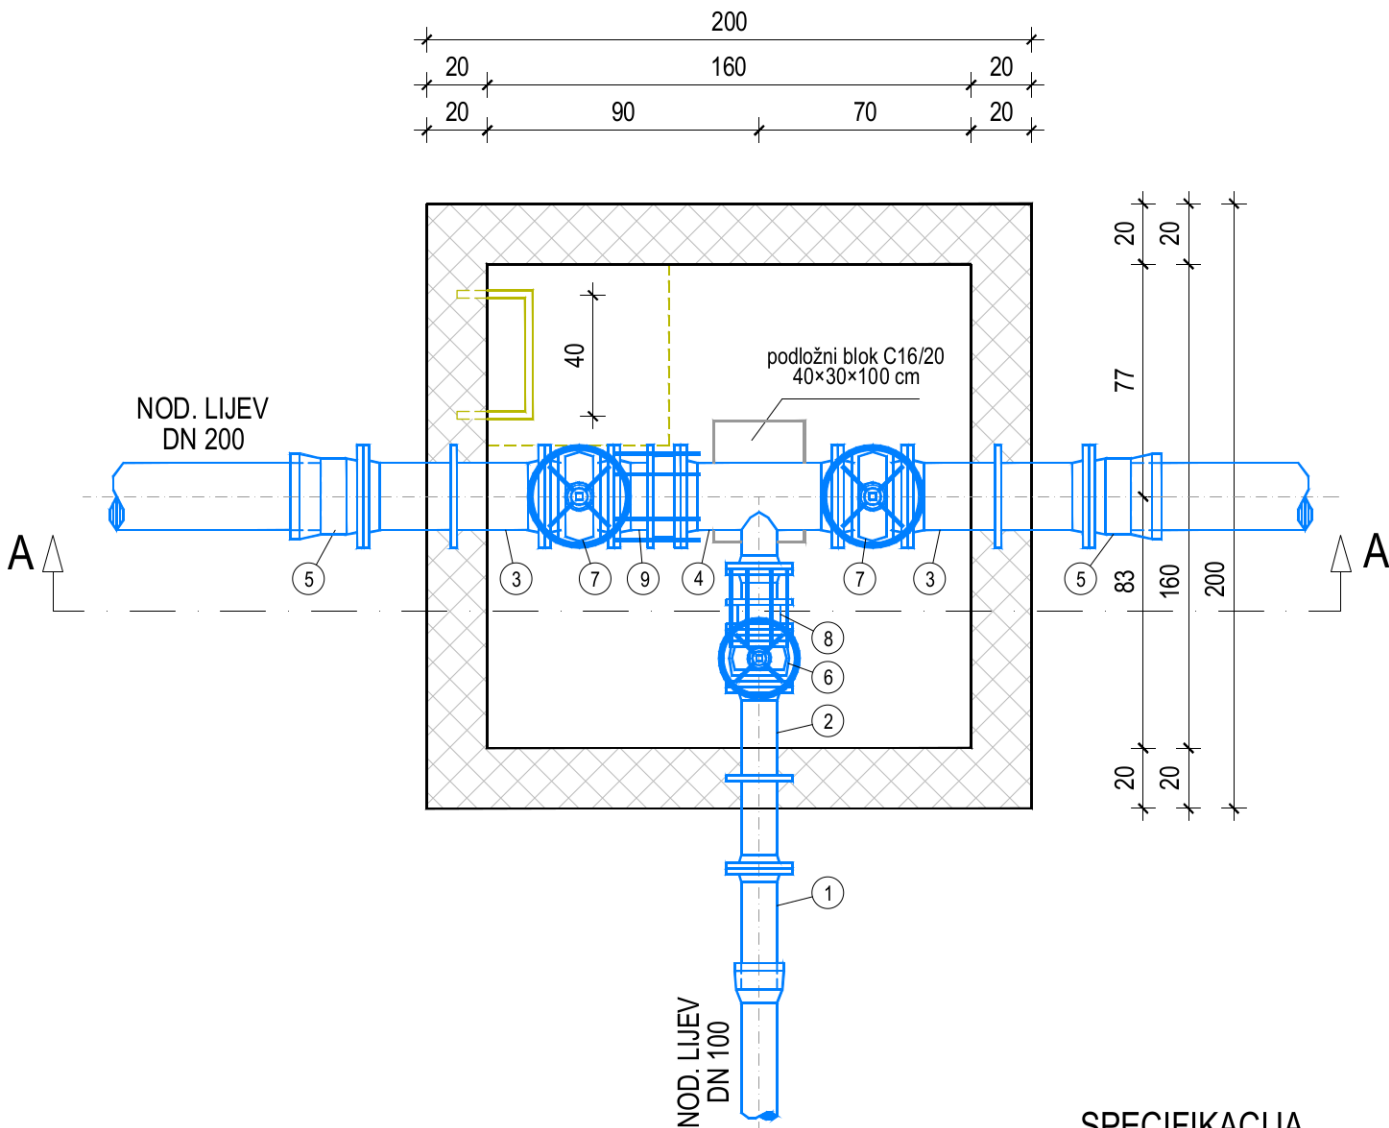 200
20 160 20
20 90 70 20
20 20
40
podložni blok C16/20
40×30×100 cm
77
NOD. LIJEV
DN 200
A A
5 3 7 9 4 7 3 5
83 160 200
8
6
2
20 20
1
NOD. LIJEV
DN 100
SPECIFIKACIJA